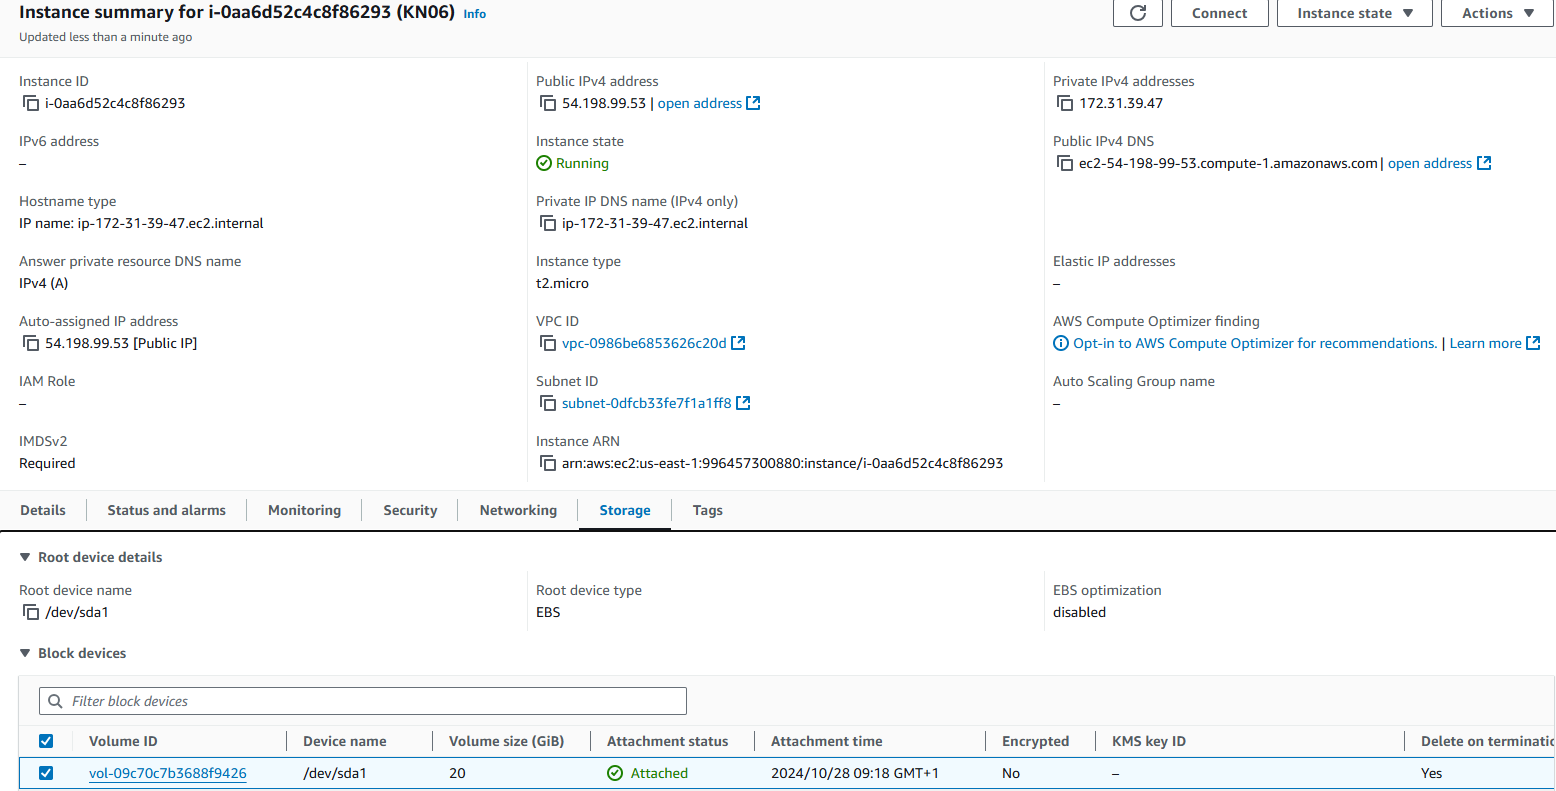 Instance summary for i-0aa6d52c4c8f86293 (KN06) Info
Updated less than a minute ago
Connect
Instance state
Actions
Instance ID
i-0aa6d52c4c8f86293
Public IPv4 address
54.198.99.53 | open address
Private IPv4 addresses
172.31.39.47
IPv6 address
–
Instance state
Running
Public IPv4 DNS
ec2-54-198-99-53.compute-1.amazonaws.com | open address
Hostname type
IP name: ip-172-31-39-47.ec2.internal
Private IP DNS name (IPv4 only)
ip-172-31-39-47.ec2.internal
Answer private resource DNS name
IPv4 (A)
Instance type
t2.micro
Elastic IP addresses
–
Auto-assigned IP address
54.198.99.53 [Public IP]
VPC ID
vpc-0986be6853626c20d
AWS Compute Optimizer finding
Opt-in to AWS Compute Optimizer for recommendations. | Learn more
IAM Role
–
Subnet ID
subnet-0dfcb33fe7f1a1ff8
Auto Scaling Group name
–
IMDSv2
Required
Instance ARN
arn:aws:ec2:us-east-1:996457300880:instance/i-0aa6d52c4c8f86293
Details Status and alarms Monitoring Security Networking Storage Tags
Root device details
Root device name
/dev/sda1
Root device type
EBS
EBS optimization
disabled
Block devices
Filter block devices
Volume ID Device name Volume size (GiB) Attachment status Attachment time Encrypted KMS key ID Delete on terminatio
vol-09c70c7b3688f9426 /dev/sda1 20 Attached 2024/10/28 09:18 GMT+1 No – Yes